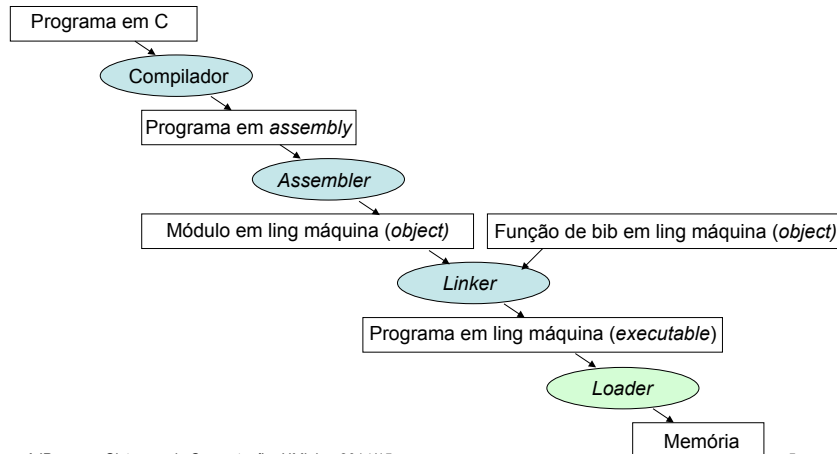 Programa em C
Compilador
Programa em assembly
Assembler
Módulo em ling máquina (object)
Função de bib em ling máquina (object)
Linker
Programa em ling máquina (executable)
Loader
Memória